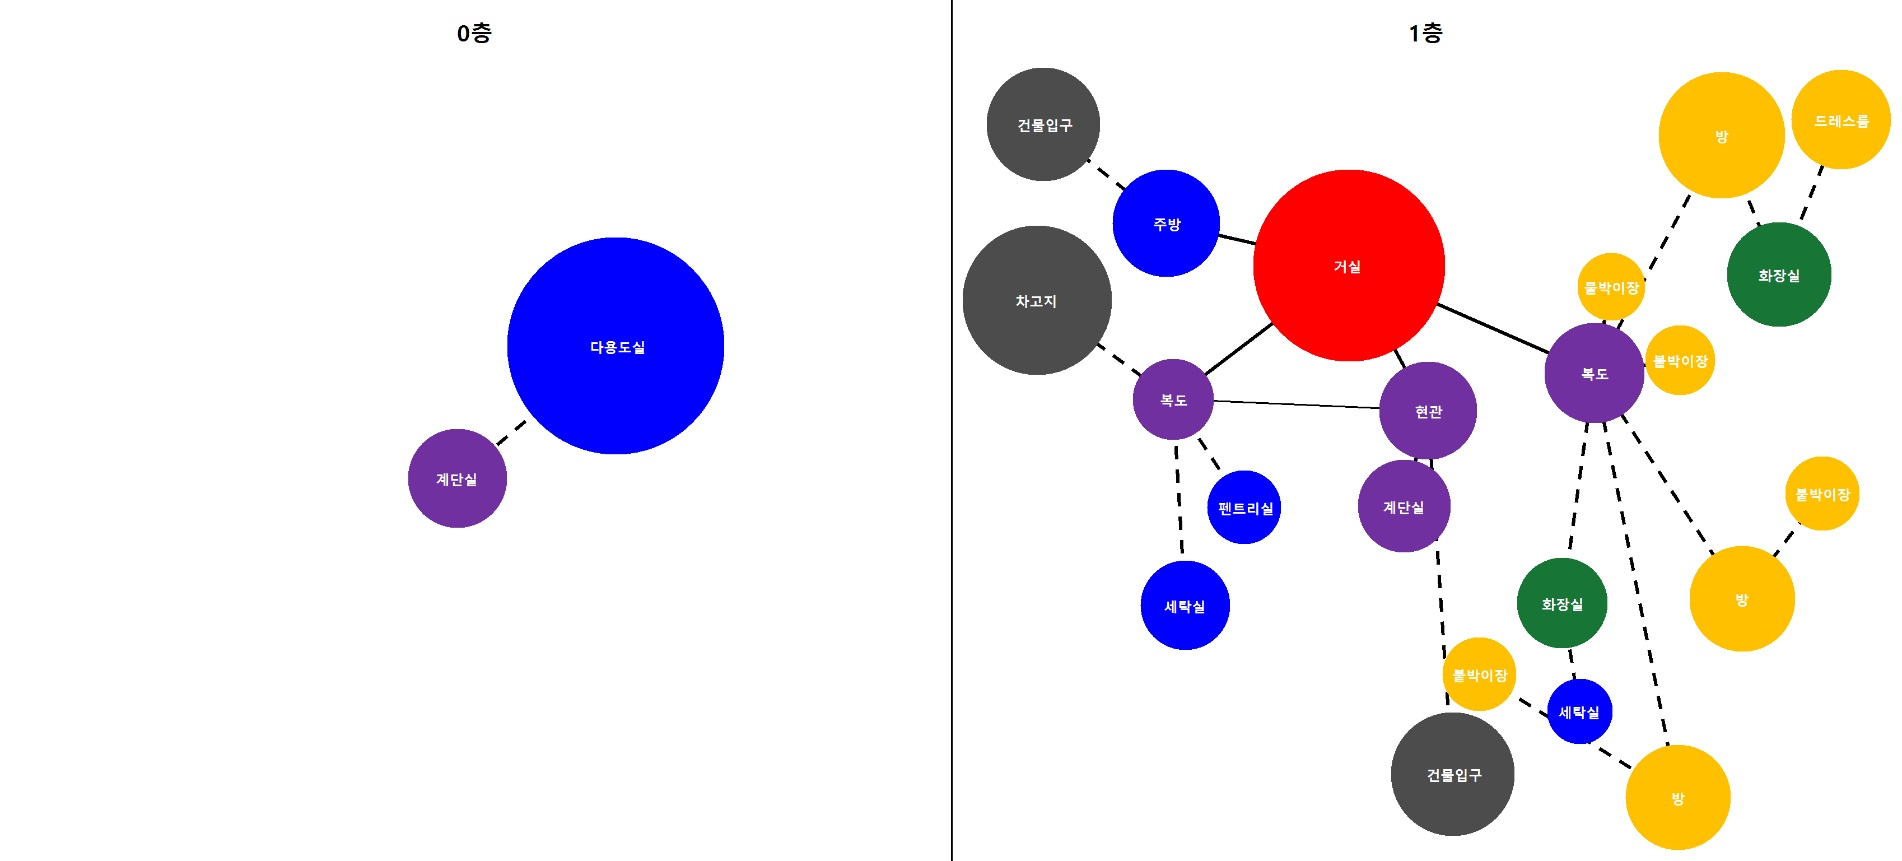 0층
다용도실
계단실
1층
건물입구
방
드레스룸
주방
거실
화장실
붙박이장
차고지
붙박이장
복도
복도
현관
붙박이장
펜트리실
계단실
세탁실
화장실
방
붙박이장
세탁실
건물입구
방